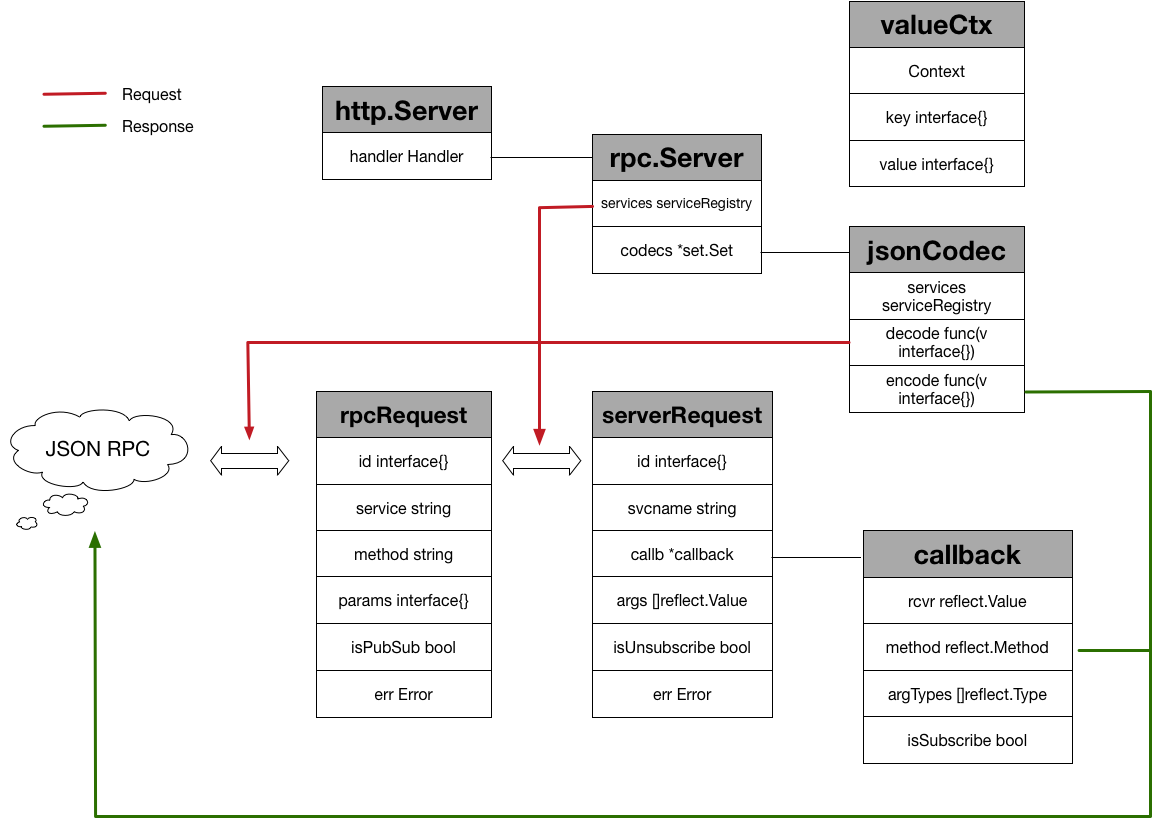 Request
Response
http.Server
handler Handler
rpc.Server
services serviceRegistry
codecs *set.Set
valueCtx
Context
key interface{}
value interface{}
jsonCodec
services
serviceRegistry
decode func(v
interface{})
encode func(v
interface{})
JSON RPC
rpcRequest
id interface{}
service string
method string
params interface{}
isPubSub bool
err Error
serverRequest
id interface{}
svcname string
callb *callback
args []reflect.Value
isUnsubscribe bool
err Error
callback
rcvr reflect.Value
method reflect.Method
argTypes []reflect.Type
isSubscribe bool